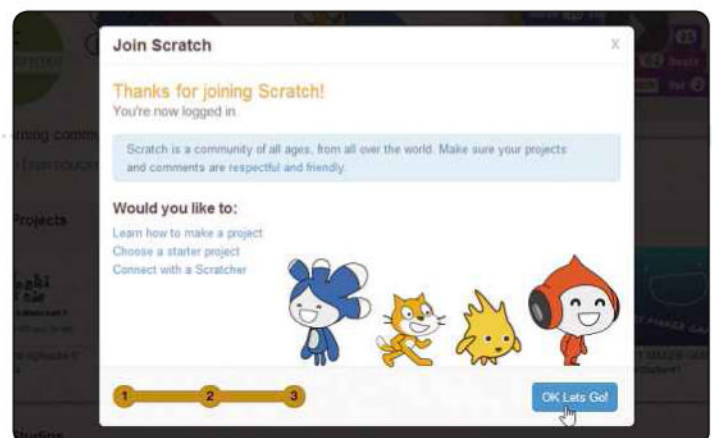 Join Scratch
X
Thanks for joining Scratch!
You're now logged in.
Scratch is a community of all ages, from all over the world. Make sure your projects
and comments are respectful and friendly.
Would you like to:
Learn how to make a project
Choose a starter project
Connect with a Scratcher
1 2 3
OK Lets Go!
Projects
Studios